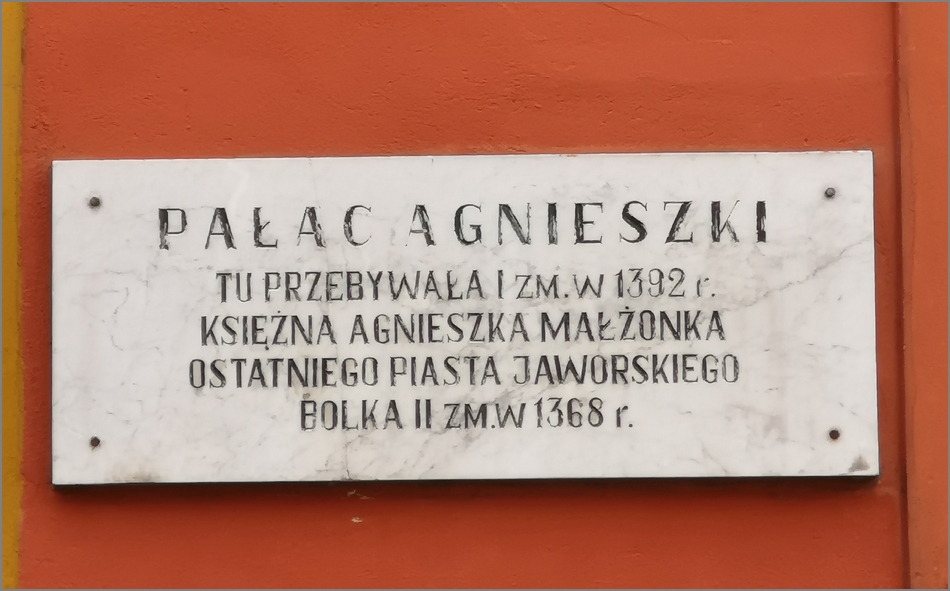 PAŁAC AGNIESZKI
TU PRZEBYWAŁA I ZM.W 1392 r.
KSIĘŻNA AGNIESZKA MAŁŻONKA
OSTATNIEGO PIASTA JAWORSKIEGO
BOLKA II ZM.W 1368 r.